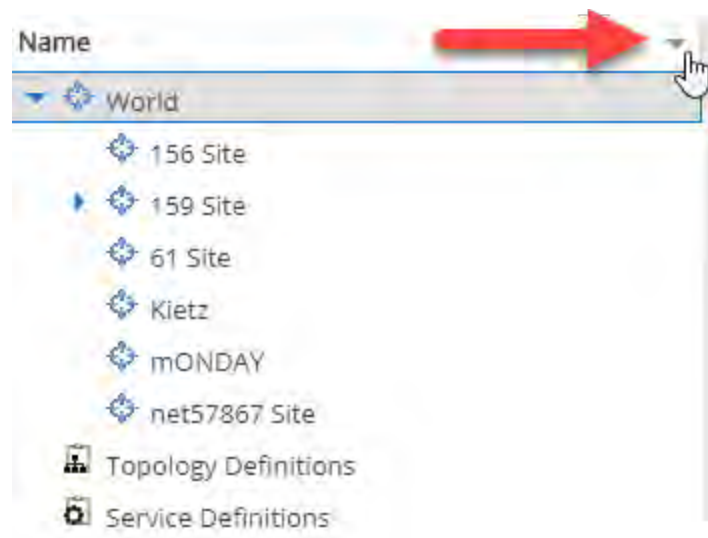 Name
World
156 Site
159 Site
61 Site
Kietz
mONDAY
net57867 Site
Topology Definitions
Service Definitions